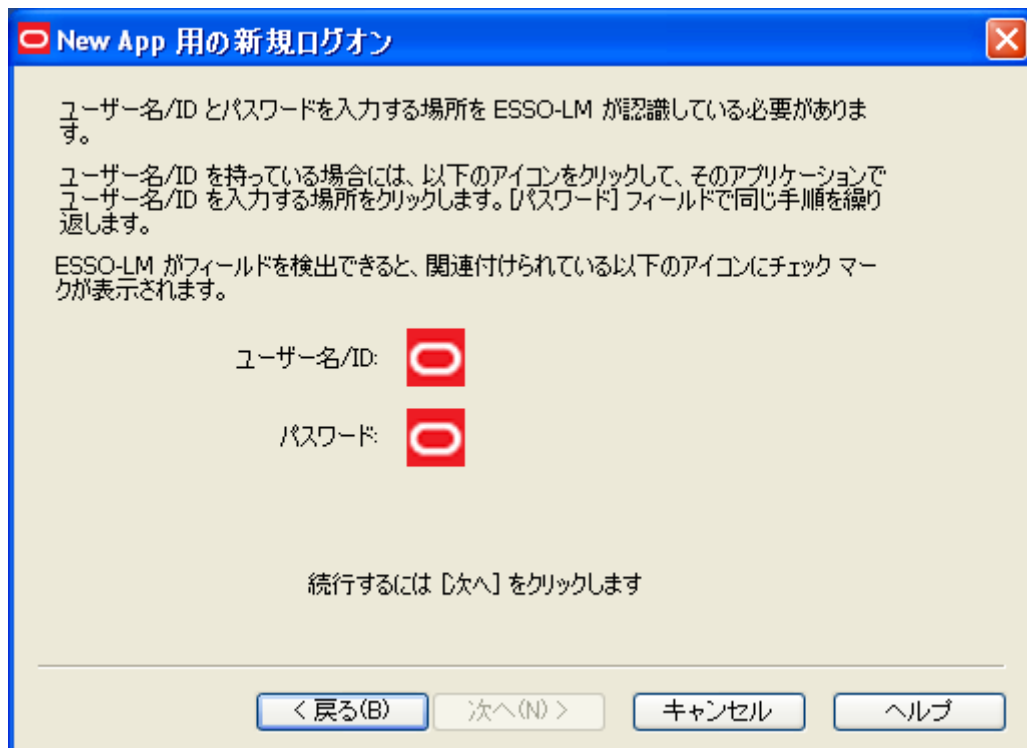 New App 用の新規ログオン
ユーザー名/ID とパスワードを入力する場所を ESSO-LM が認識している必要がありま
す。
ユーザー名/ID を持っている場合には、以下のアイコンをクリックして、そのアプリケーションで
ユーザー名/ID を入力する場所をクリックします。[パスワード] フィールドで同じ手順を繰り
返します。
ESSO-LM がフィールドを検出できると、関連付けられている以下のアイコンにチェック マー
クが表示されます。
ユーザー名/ID:
パスワード:
続行するには [次へ] をクリックします
< 戻る(B) 次へ(N) > キャンセル ヘルプ